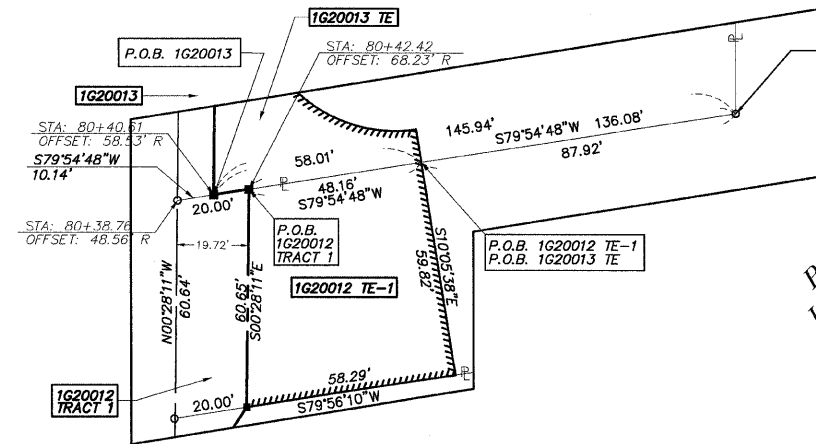 1G20013 TE
P.O.B. 1G20013
STA: 80+42.42
OFFSET: 68.23' R
1G20013
STA: 80+40.61
OFFSET: 58.53' R
S79°54'48"W
10.14'
58.01'
145.94'
S79°54'48"W
136.08'
87.92'
48.16'
S79°54'48"W
20.00'
STA: 80+38.76
OFFSET: 48.56' R
19.72'
P.O.B.
1G20012
TRACT 1
P.O.B. 1G20012 TE-1
P.O.B. 1G20013 TE
N00°28'11"W
60.64'
60.65'
S00°28'11"E
1G20012 TE-1
S10°05'38"E
59.82'
1G20012
TRACT 1
20.00'
58.29'
S79°56'10"W